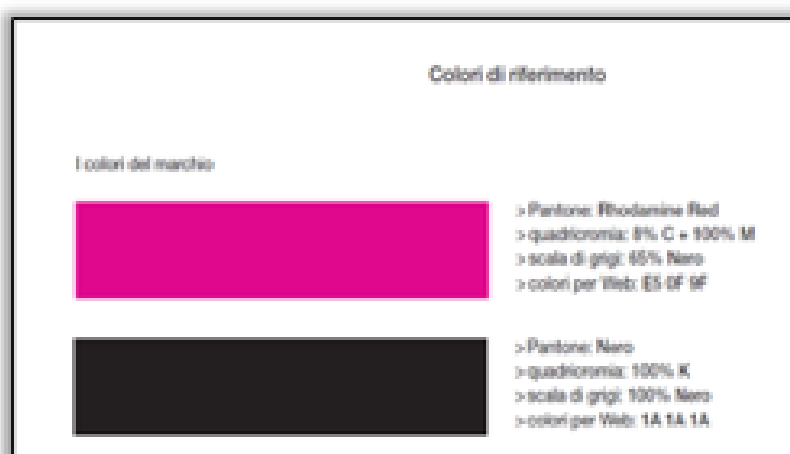 Colori di riferimento
I colori del marchio
> Pantone: Rhodamine Red
> quadricromia: 8% C + 100% M
> scala di grigi: 65% Nero
> colori per Web: E5 0F 9F
> Pantone: Nero
> quadricromia: 100% K
> scala di grigi: 100% Nero
> colori per Web: 1A 1A 1A